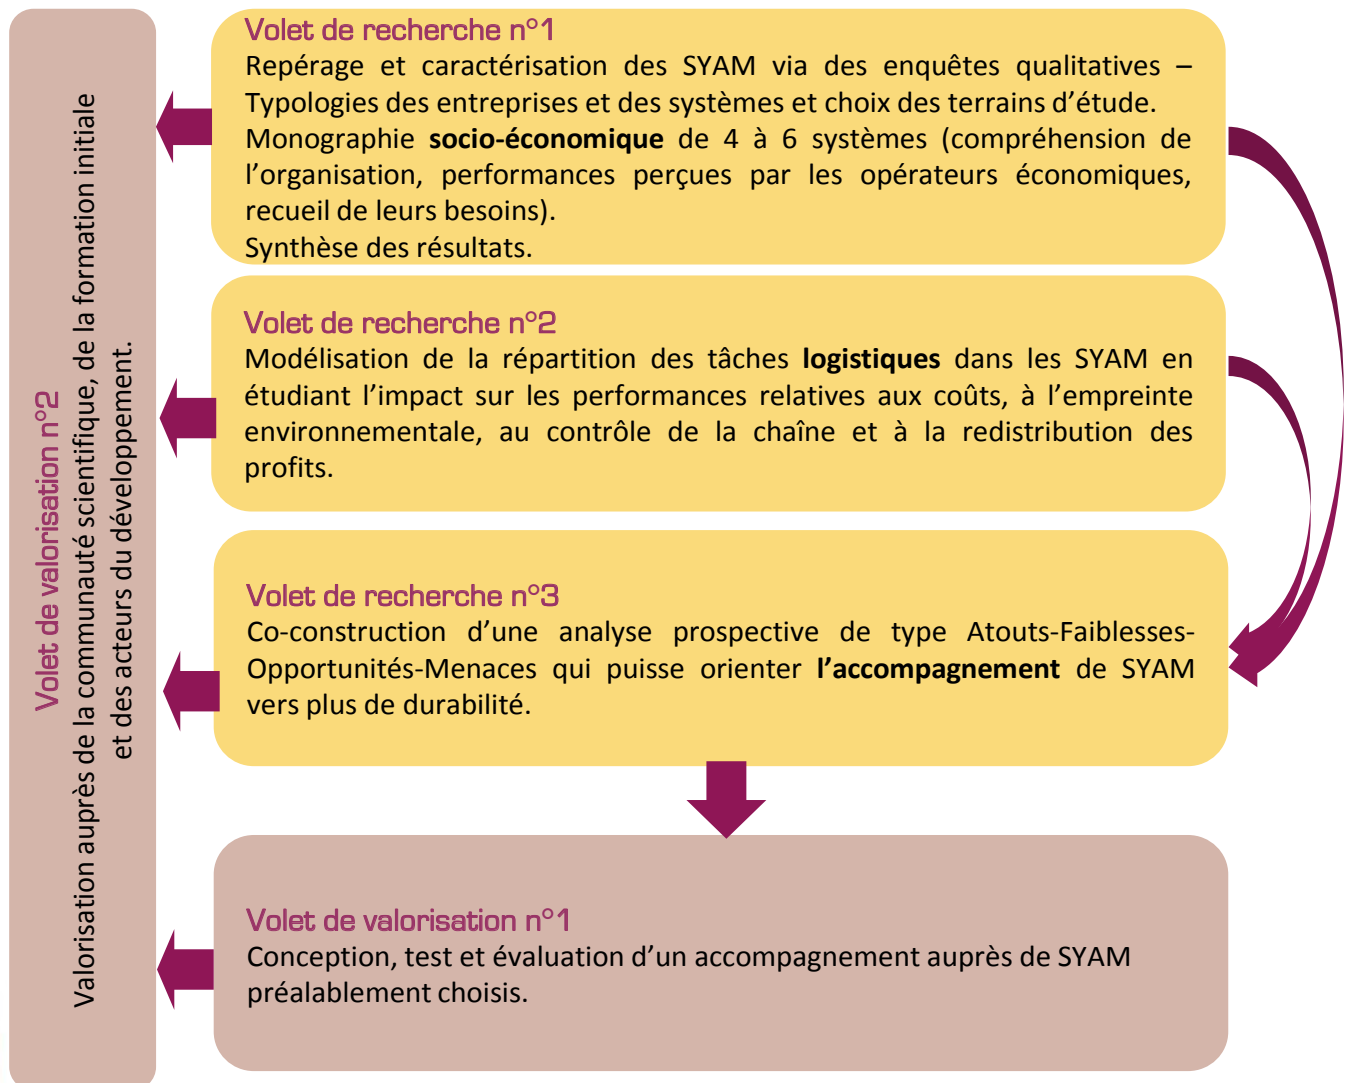 Volet de valorisation n°2
Valorisation auprès de la communauté scientifique, de la formation initiale
et des acteurs du développement.
Volet de recherche n°1
Repérage et caractérisation des SYAM via des enquêtes qualitatives –
Typologies des entreprises et des systèmes et choix des terrains d’étude.
Monographie socio-économique de 4 à 6 systèmes (compréhension de
l’organisation, performances perçues par les opérateurs économiques,
recueil de leurs besoins).
Synthèse des résultats.
Volet de recherche n°2
Modélisation de la répartition des tâches logistiques dans les SYAM en
étudiant l’impact sur les performances relatives aux coûts, à l’empreinte
environnementale, au contrôle de la chaîne et à la redistribution des
profits.
Volet de recherche n°3
Co-construction d’une analyse prospective de type Atouts-Faiblesses-
Opportunités-Menaces qui puisse orienter l’accompagnement de SYAM
vers plus de durabilité.
Volet de valorisation n°1
Conception, test et évaluation d’un accompagnement auprès de SYAM
préalablement choisis.